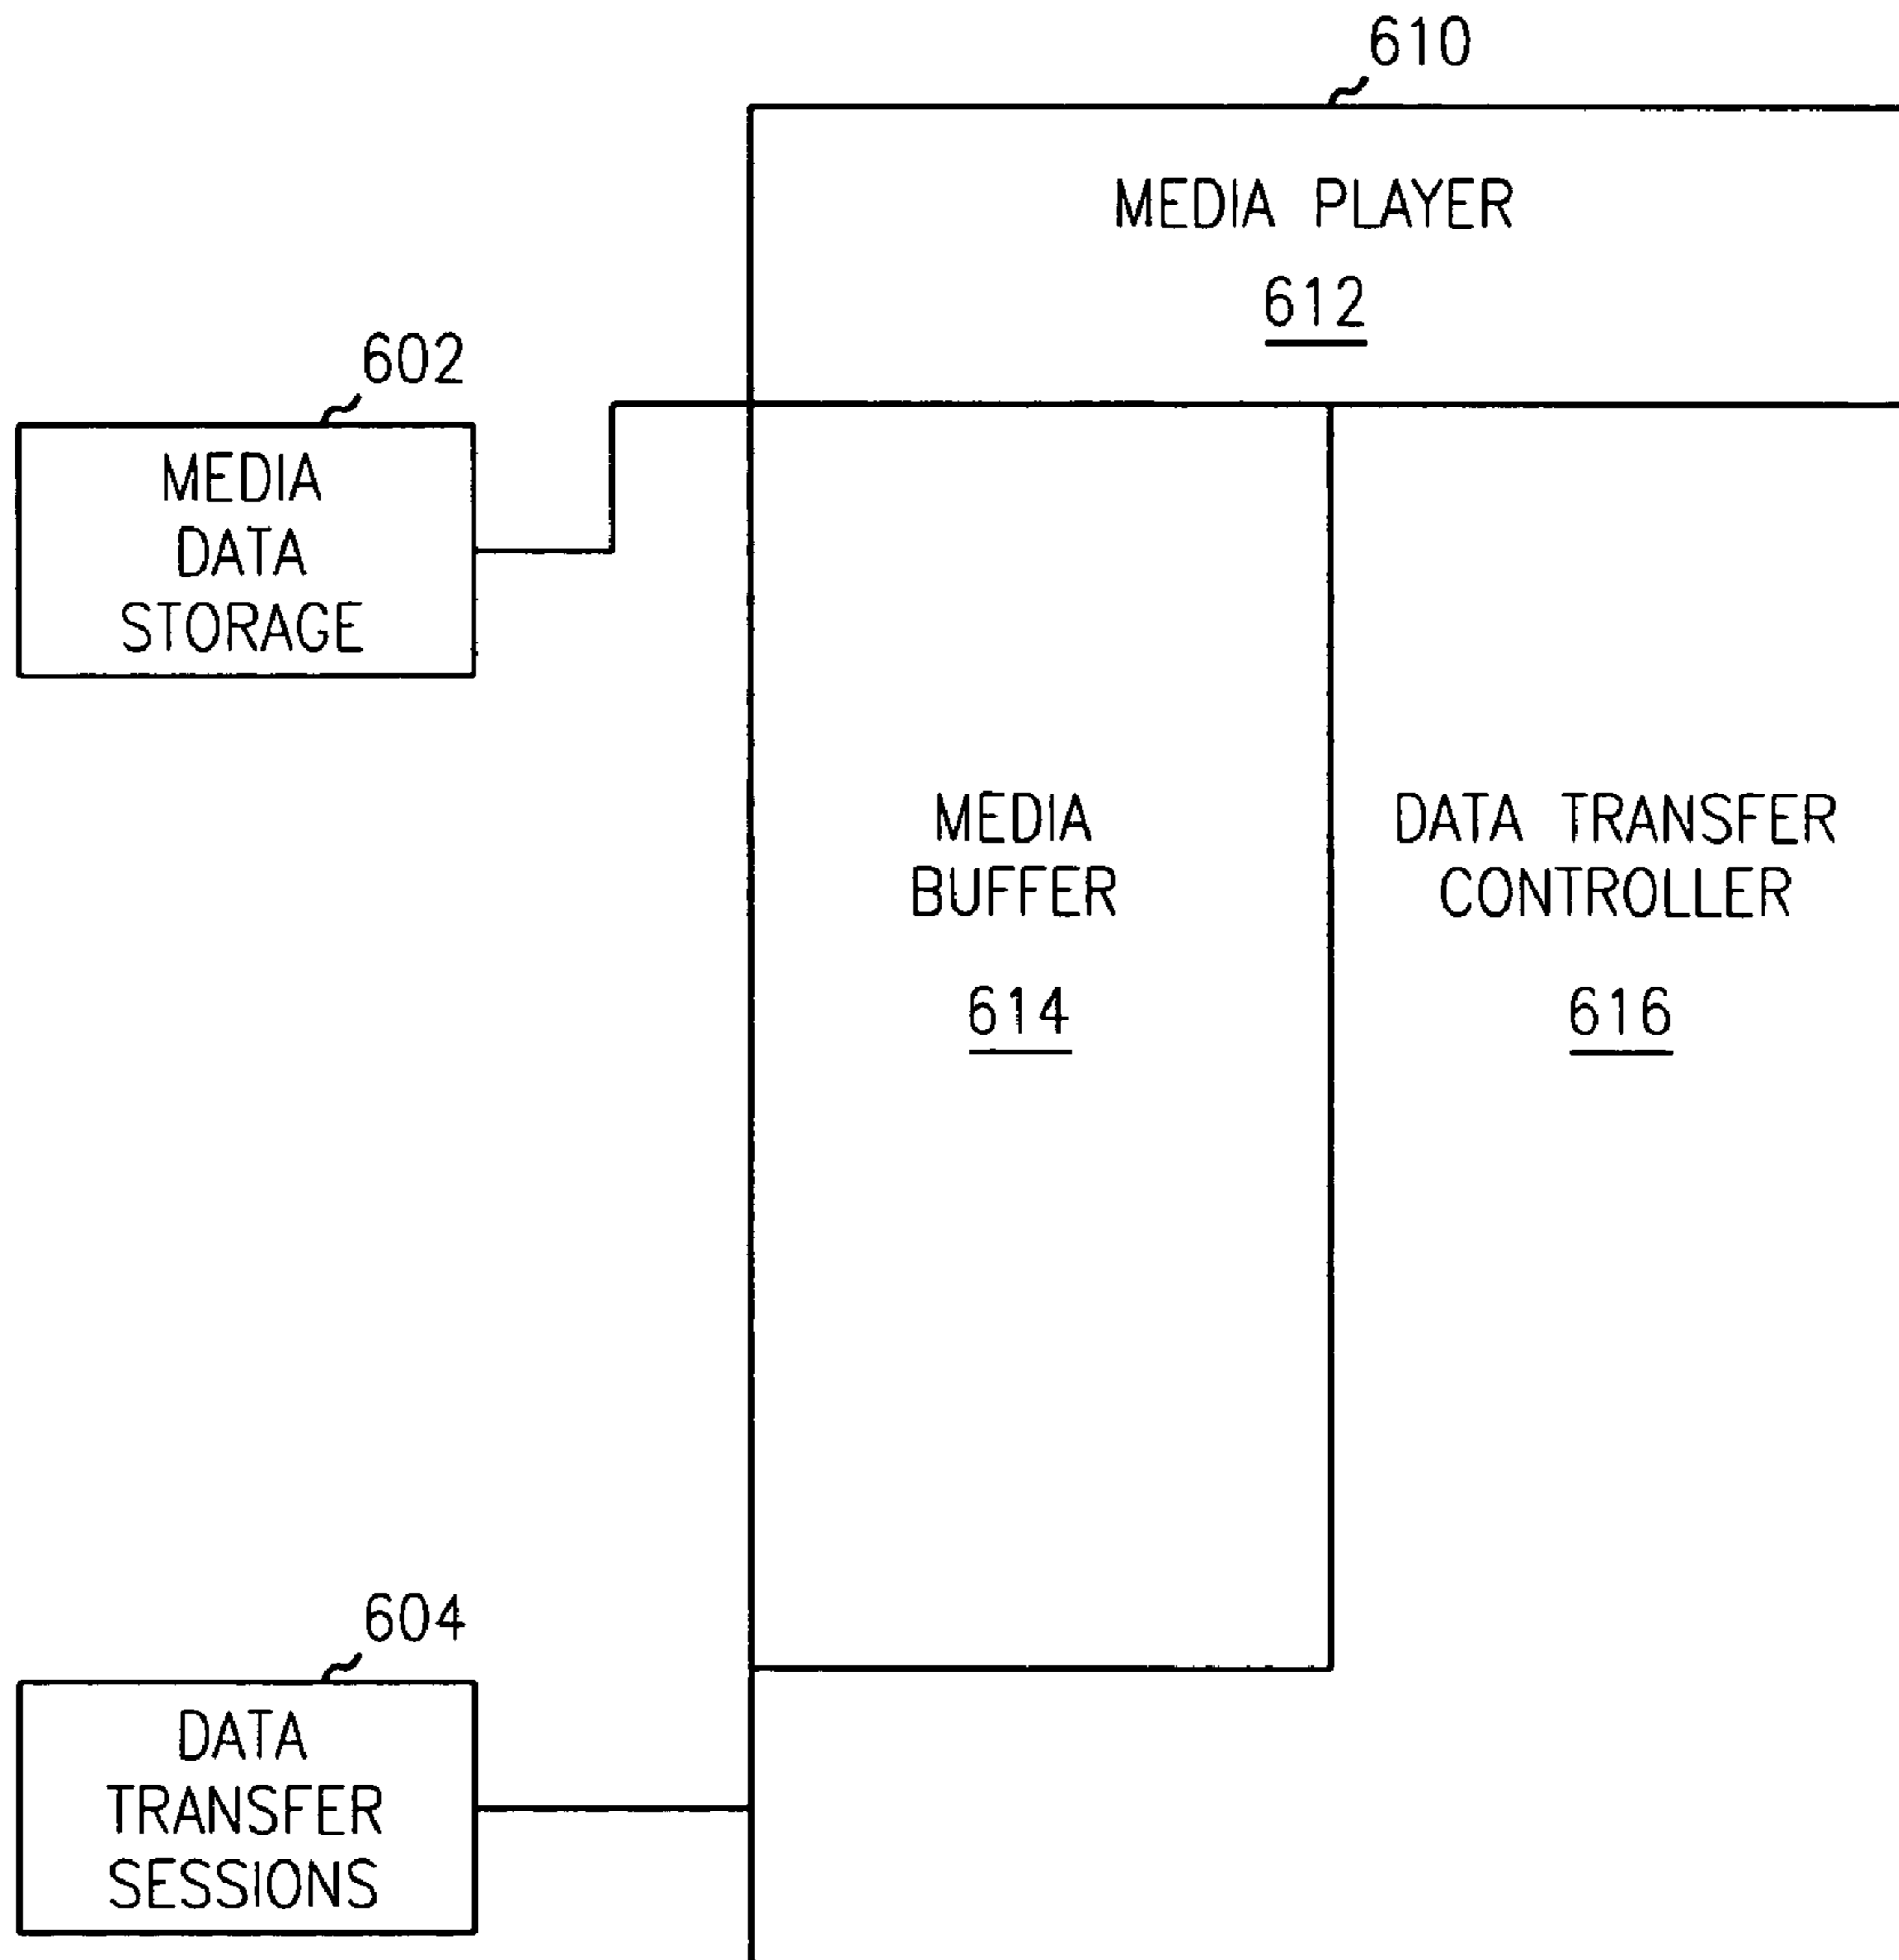 610
MEDIA PLAYER
612
602
MEDIA
DATA
STORAGE
MEDIA
BUFFER
614
DATA TRANSFER
CONTROLLER
616
604
DATA
TRANSFER
SESSIONS